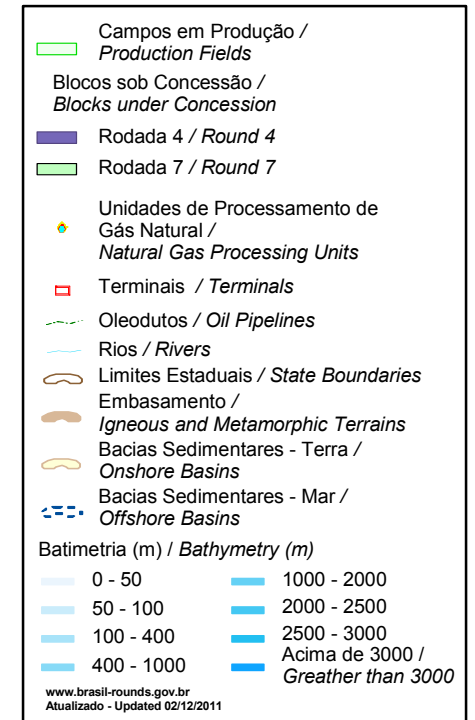 Campos em Produção /
Production Fields
Blocos sob Concessão /
Blocks under Concession
Rodada 4 / Round 4
Rodada 7 / Round 7
Unidades de Processamento de
Gás Natural /
Natural Gas Processing Units
Terminais / Terminals
Oleodutos / Oil Pipelines
Rios / Rivers
Limites Estaduais / State Boundaries
Embasamento /
Igneous and Metamorphic Terrains
Bacias Sedimentares - Terra /
Onshore Basins
Bacias Sedimentares - Mar /
Offshore Basins
Batimetria (m) / Bathymetry (m)
0 - 50
50 - 100
100 - 400
400 - 1000
1000 - 2000
2000 - 2500
2500 - 3000
Acima de 3000 /
Greather than 3000
www.brasil-rounds.gov.br
Atualizado - Updated 02/12/2011